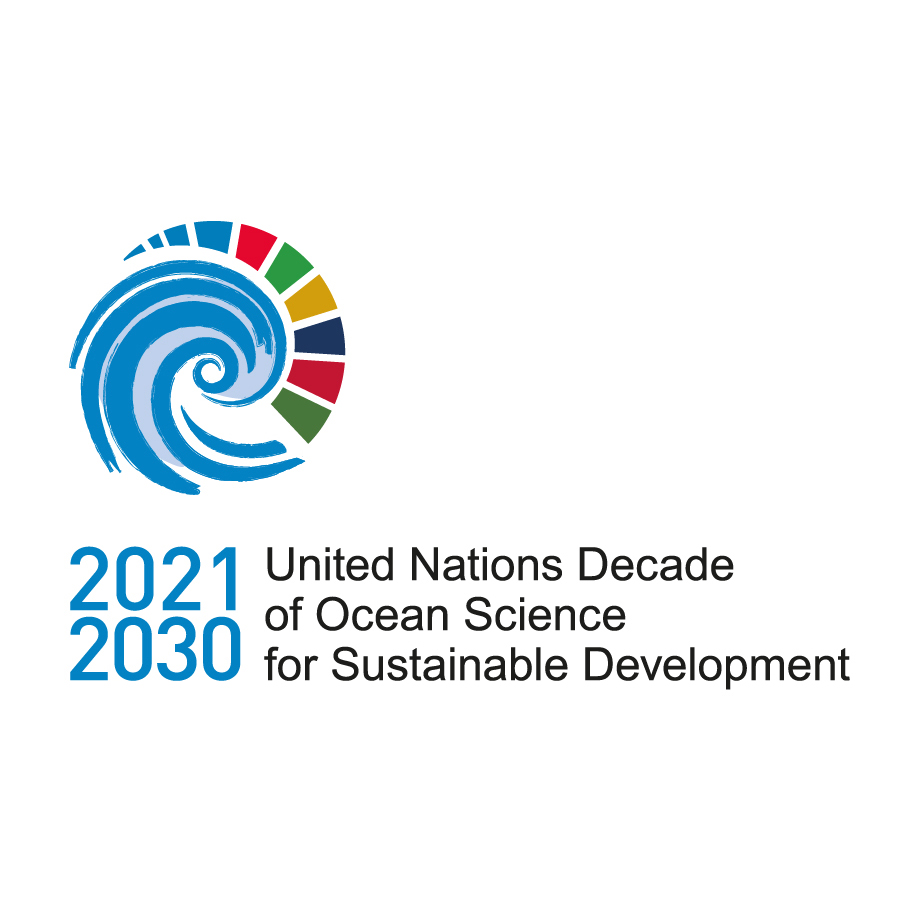 2021
2030
United Nations Decade
of Ocean Science
for Sustainable Development